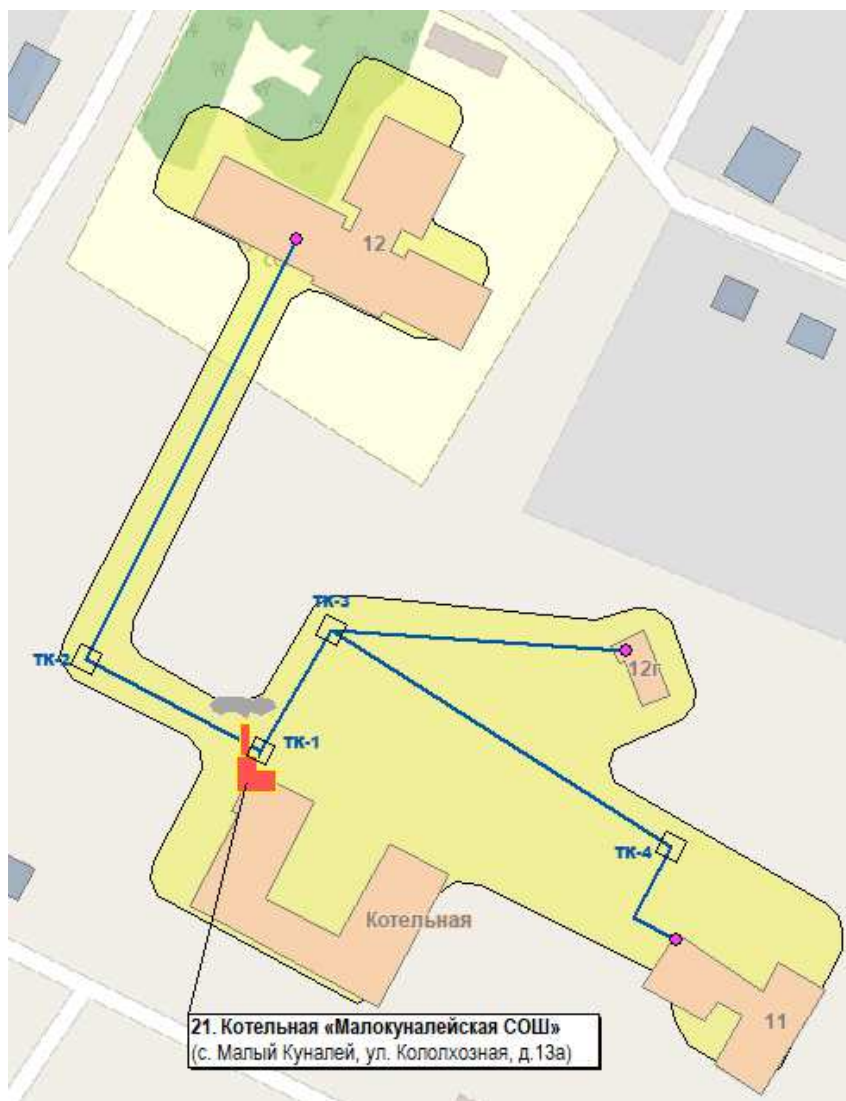 12
ТК-3
ТК-2
12г
ТК-1
ТК-4
Котельная
21. Котельная «Малокуналейская СОШ»
(с. Малый Куналей, ул. Кололхозная, д.13а)
11